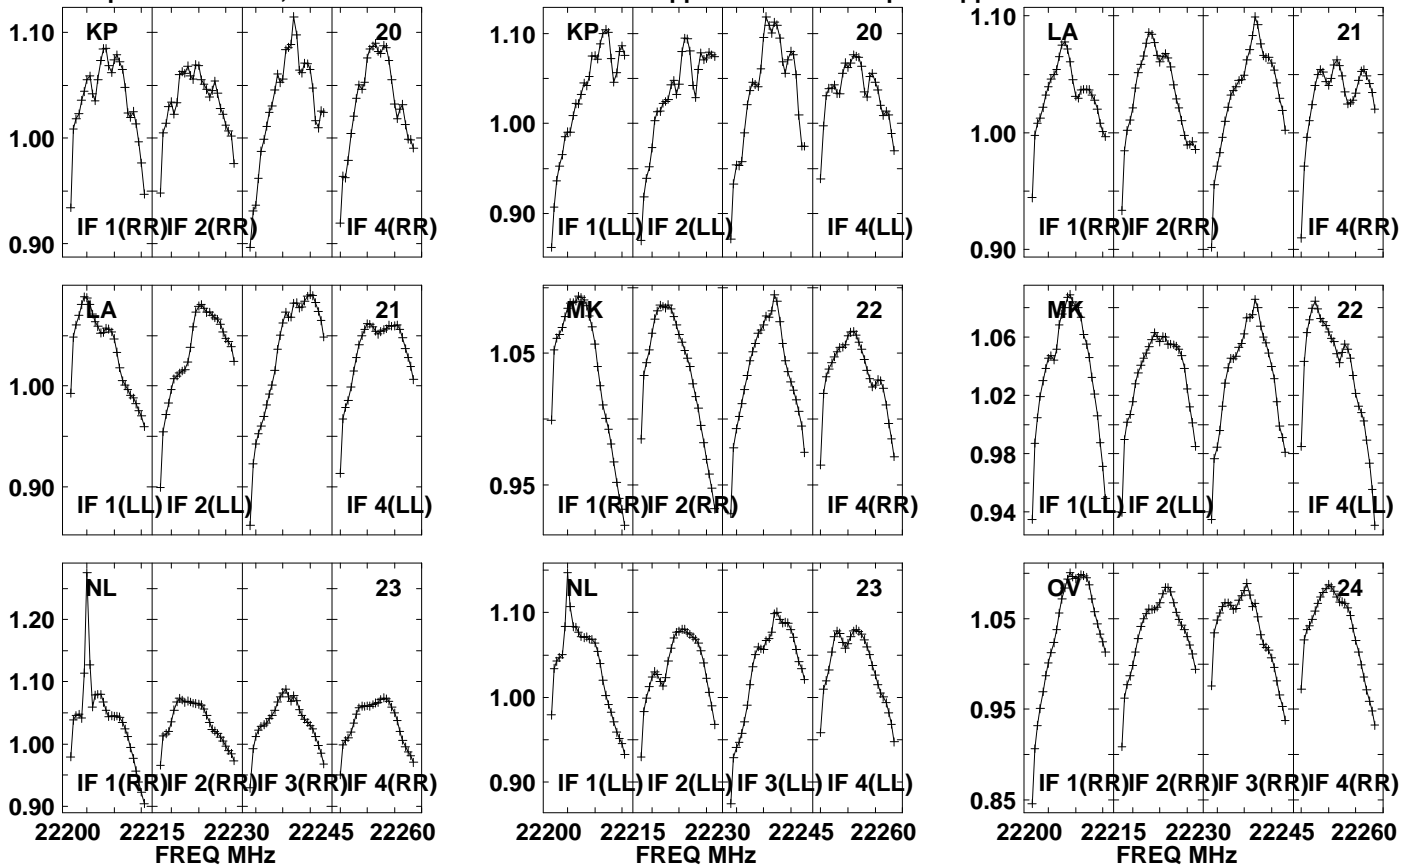 KP 20 KP 20 LA 21
1.10 1.10 1.10
1.00 1.00 1.00
0.90 0.90 0.90
IF 1(RR) IF 2(RR) IF 4(RR) IF 1(LL) IF 2(LL) IF 4(LL) IF 1(RR) IF 2(RR) IF 4(RR)
LA 21 MK 22 MK 22
1.00 0.90
1.05 0.95
1.06 1.02 0.98 0.94
IF 1(LL) IF 2(LL) IF 4(LL) IF 1(RR) IF 2(RR) IF 4(RR) IF 1(LL) IF 2(LL) IF 4(LL)
NL 23 NL 23 OV 24
1.20 1.10 1.00 0.90
1.10 1.00 0.90
1.05 0.95 0.85
IF 1(RR) IF 2(RR) IF 3(RR) IF 4(RR) IF 1(LL) IF 2(LL) IF 3(LL) IF 4(LL) IF 1(RR) IF 2(RR) IF 3(RR) IF 4(RR)
22200 22215 22230 22245 22260 22200 22215 22230 22245 22260 22200 22215 22230 22245 22260
FREQ MHz FREQ MHz FREQ MHz